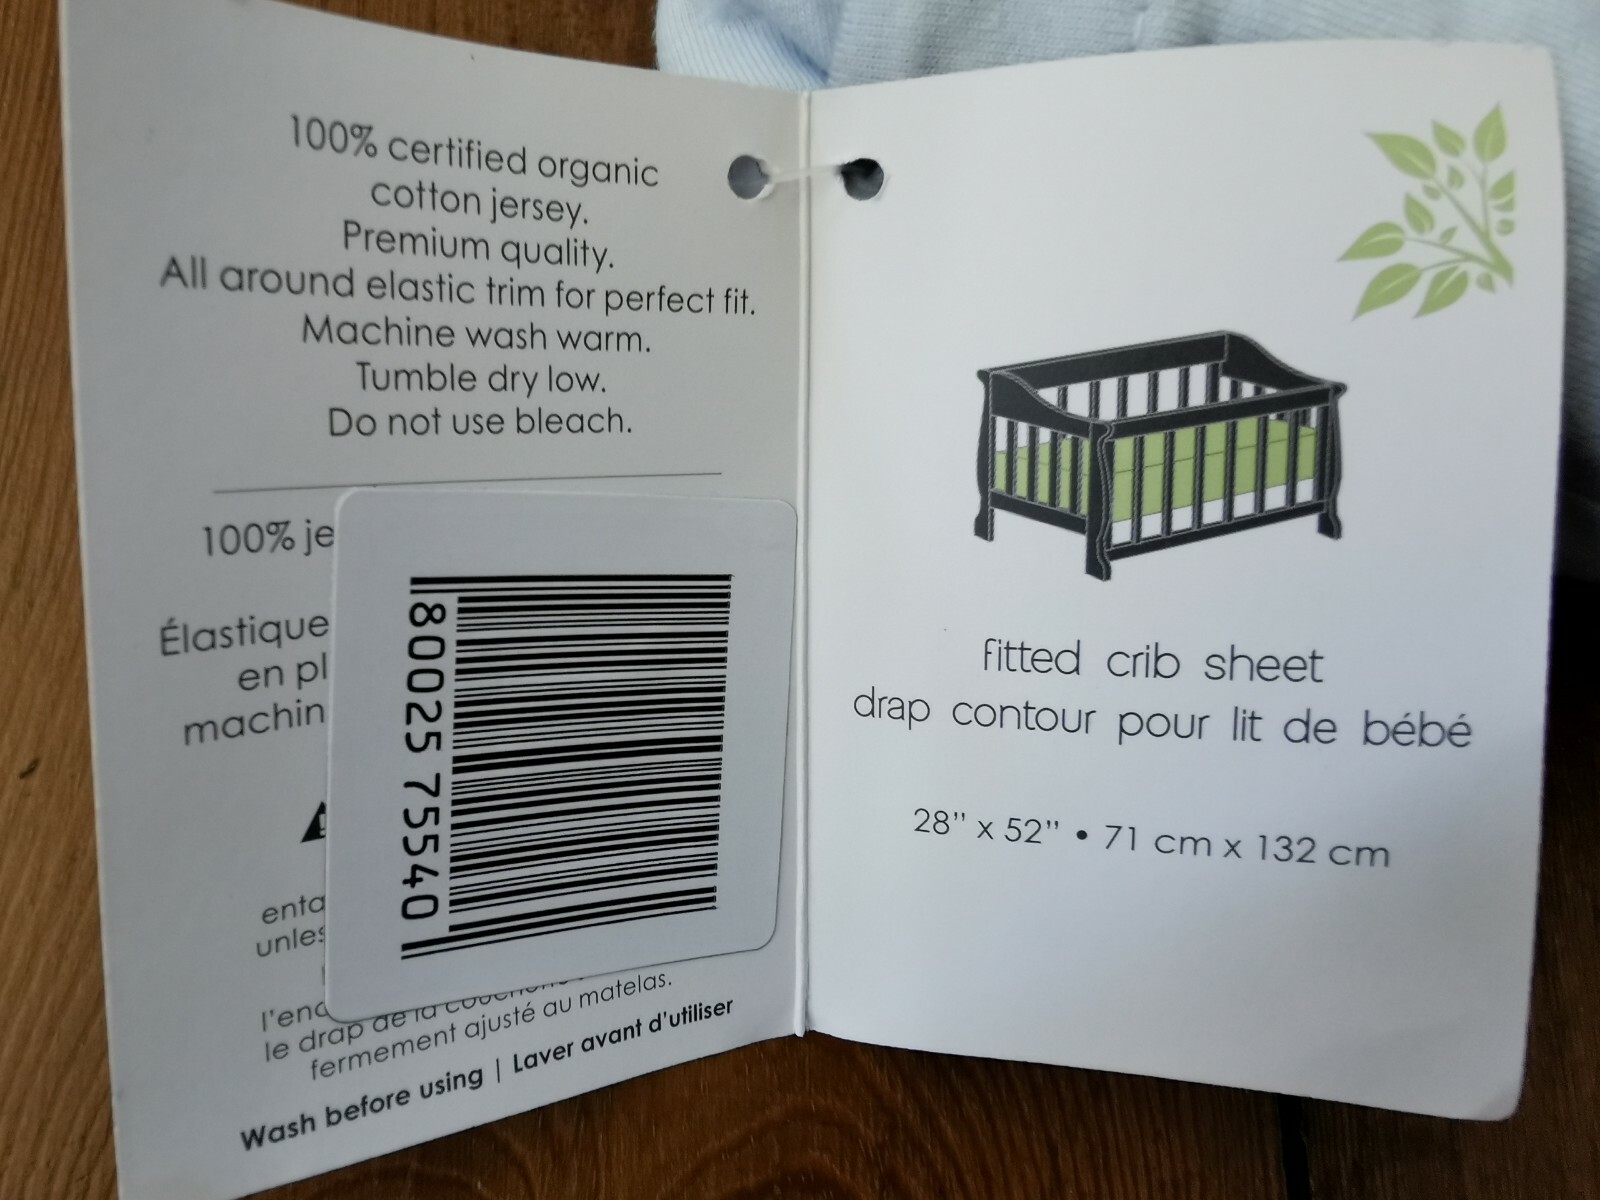 100% certified organic
cotton jersey.
Premium quality.
All around elastic trim for perfect fit.
Machine wash warm.
Tumble dry low.
Do not use bleach.
100% je
Élastique
en pl
machin
80025 75540
enta
unles
l'enc
le drap de la
fermement ajusté au matelas.
Wash before using | Laver avant d'utiliser
fitted crib sheet
drap contour pour lit de bébé
28" x 52" • 71 cm x 132 cm